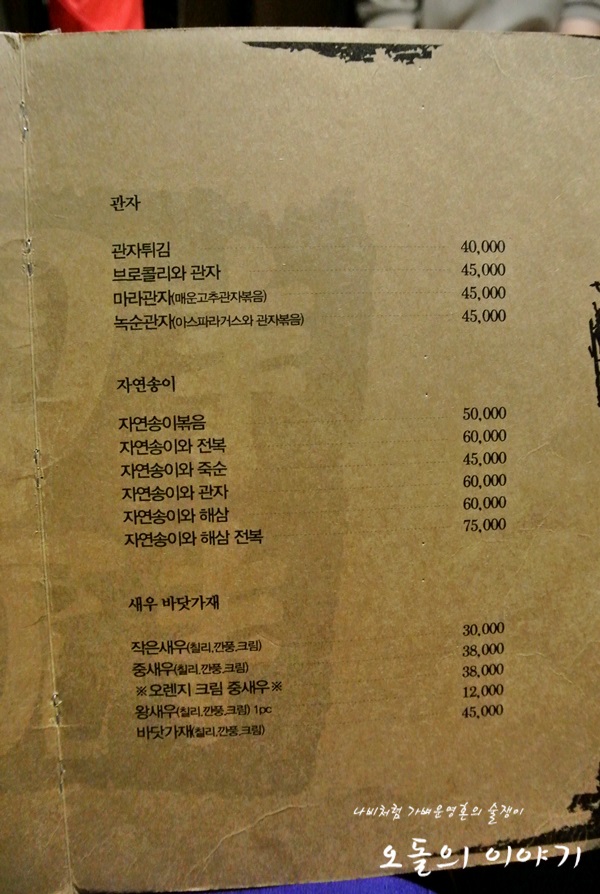 관자
관자튀김 40,000
브로콜리와 관자 45,000
마라관자(매운고추관자볶음) 45,000
녹순관자(아스파라거스와 관자볶음) 45,000
자연송이
자연송이볶음 50,000
자연송이와 전복 60,000
자연송이와 죽순 45,000
자연송이와 관자 60,000
자연송이와 해삼 60,000
자연송이와 해삼 전복 75,000
새우 바닷가재
작은새우(칠리,깐풍,크림) 30,000
중새우(칠리,깐풍,크림) 38,000
※오렌지 크림 중새우※ 38,000
왕새우(칠리,깐풍,크림) 1pc 12,000
바닷가재(칠리,깐풍,크림) 45,000
나비처럼 가벼운영혼의 술쟁이
오돌의 이야기